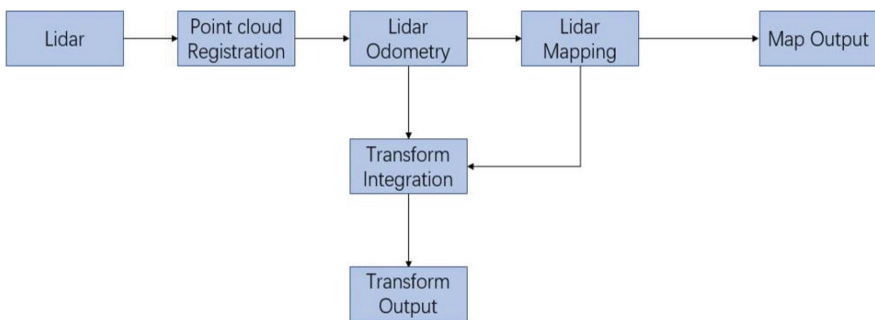 Lidar
Point cloud
Registration
Lidar
Odometry
Lidar
Mapping
Map Output
Transform
Integration
Transform
Output